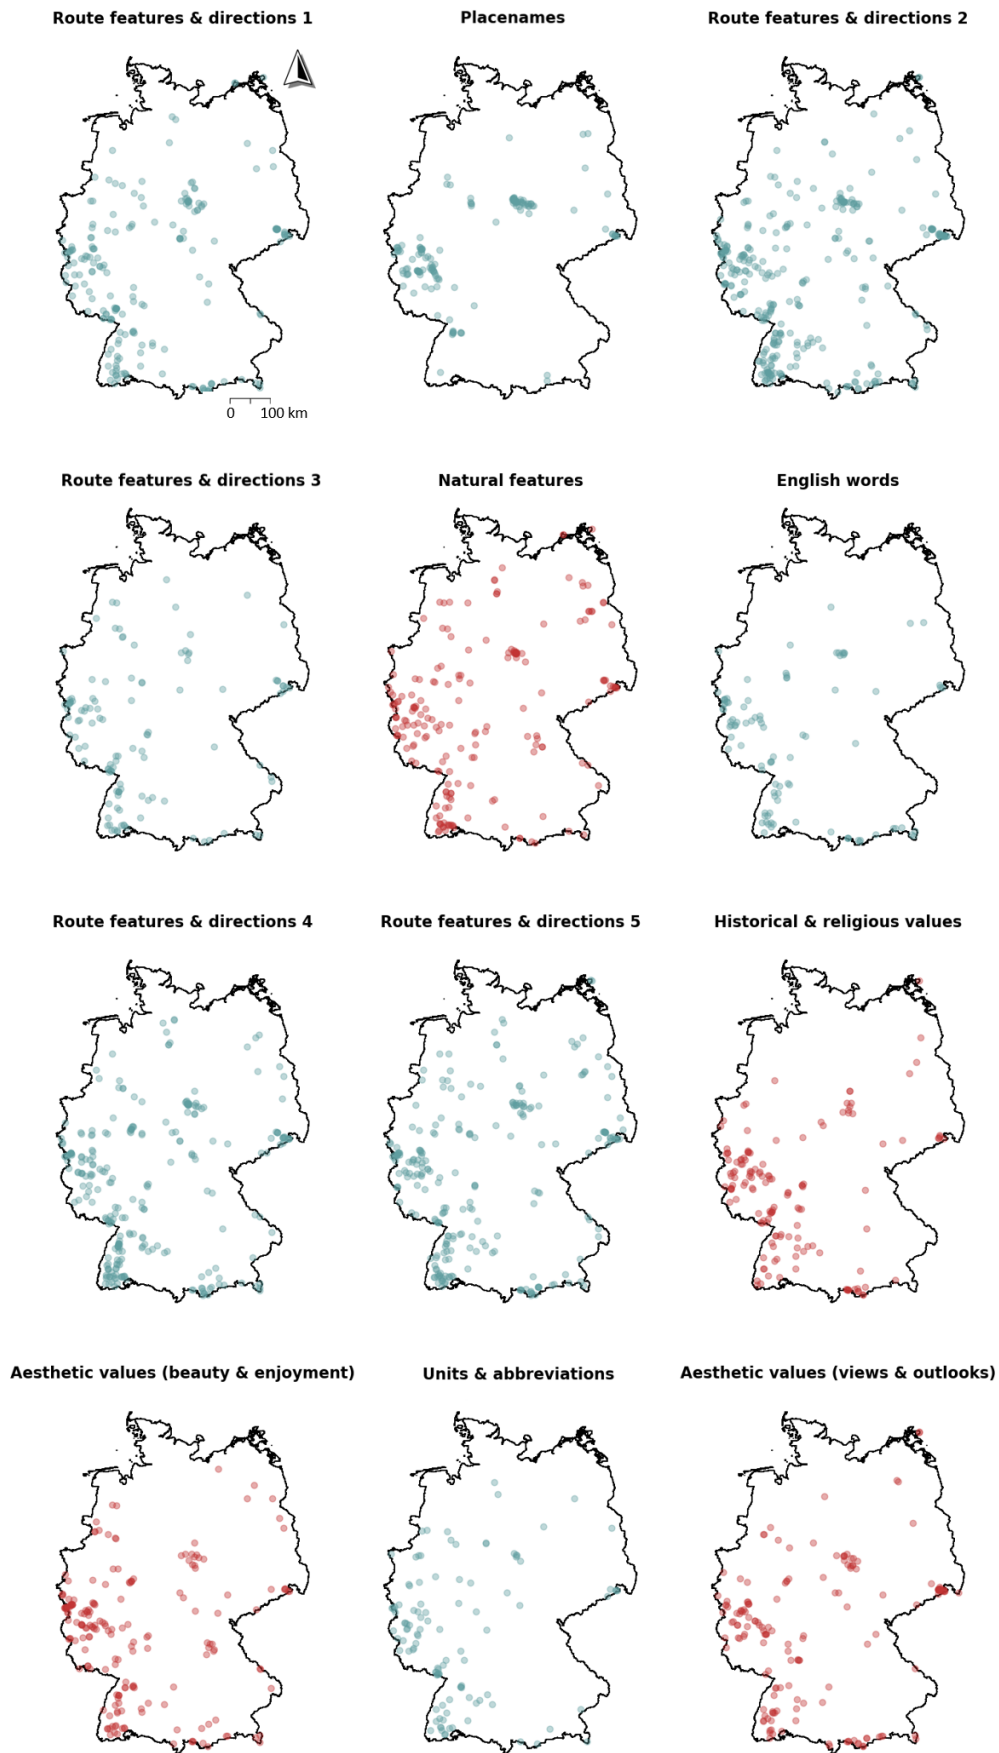 Route features & directions 1
Placenames
Route features & directions 2
0 100 km
Route features & directions 3
Natural features
English words
Route features & directions 4
Route features & directions 5
Historical & religious values
Aesthetic values (beauty & enjoyment)
Units & abbreviations
Aesthetic values (views & outlooks)